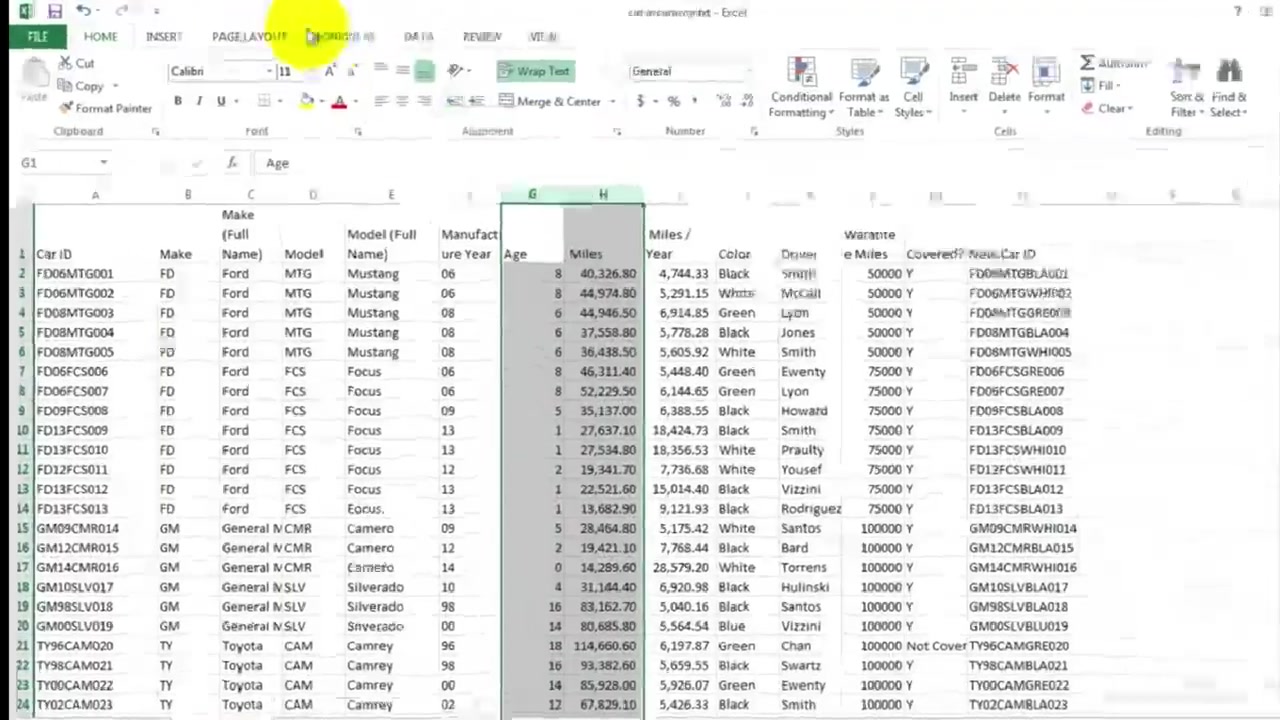 - Excel ?
FILE HOME INSERT PAGE LAYOUT DATA REVIEW VIEW
Cut
Copy
Format Painter
Paste
Clipboard
Calibri 11
B I U A
Font
Wrap Text
Merge & Center
Alignment
General
$ % ,
Number
Conditional Formatting Format as Table Cell Styles
Styles
Insert Delete Format
Cells
AutoSum
Fill
Clear
Sort & Filter Find & Select
Editing
G1 fx Age
A B C D E G H
1 Car ID Make Make (Full Name) Model Model (Full Name) Manufacture Year Age Miles Miles / Year Color Driver Warantee Miles Covered? New Car ID
2 FD06MTG001 FD Ford MTG Mustang 06 8 40,326.80 4,744.33 Black Smith 50000 Y FD06MTGBLA001
3 FD06MTG002 FD Ford MTG Mustang 06 8 44,974.80 5,291.15 White McCall 50000 Y FD06MTGWHI002
4 FD08MTG003 FD Ford MTG Mustang 08 6 44,946.50 6,914.85 Green Lyon 50000 Y FD08MTGGRE003
5 FD08MTG004 FD Ford MTG Mustang 08 6 37,558.80 5,778.28 Black Jones 50000 Y FD08MTGBLA004
6 FD08MTG005 FD Ford MTG Mustang 08 6 36,438.50 5,605.92 White Smith 50000 Y FD08MTGWHI005
7 FD06FCS006 FD Ford FCS Focus 06 8 46,311.40 5,448.40 Green Ewenty 75000 Y FD06FCSGRE006
8 FD06FCS007 FD Ford FCS Focus 06 8 52,229.50 6,144.65 Green Lyon 75000 Y FD06FCSGRE007
9 FD09FCS008 FD Ford FCS Focus 09 5 35,137.00 6,388.55 Black Howard 75000 Y FD09FCSBLA008
10 FD13FCS009 FD Ford FCS Focus 13 1 27,637.10 18,424.73 Black Smith 75000 Y FD13FCSBLA009
11 FD13FCS010 FD Ford FCS Focus 13 1 27,534.80 18,356.53 White Praulty 75000 Y FD13FCSWHI010
12 FD12FCS011 FD Ford FCS Focus 12 2 19,341.70 7,736.68 White Yousef 75000 Y FD12FCSWHI011
13 FD13FCS012 FD Ford FCS Focus 13 1 22,521.60 15,014.40 Black Vizzini 75000 Y FD13FCSBLA012
14 FD13FCS013 FD Ford FCS Focus 13 1 13,682.90 9,121.93 Black Rodriguez 75000 Y FD13FCSBLA013
15 GM09CMR014 GM General M CMR Camero 09 5 28,464.80 5,175.42 White Santos 100000 Y GM09CMRWHI014
16 GM12CMR015 GM General M CMR Camero 12 2 19,421.10 7,768.44 Black Bard 100000 Y GM12CMRBLA015
17 GM14CMR016 GM General M CMR Camero 14 0 14,289.60 28,579.20 White Torrens 100000 Y GM14CMRWHI016
18 GM10SLV017 GM General M SLV Silverado 10 4 31,144.40 6,920.98 Black Hulinski 100000 Y GM10SLVBLA017
19 GM98SLV018 GM General M SLV Silverado 98 16 83,162.70 5,040.16 Black Santos 100000 Y GM98SLVBLA018
20 GM00SLV019 GM General M SLV Silverado 00 14 80,685.80 5,564.54 Blue Vizzini 100000 Y GM00SLVBLU019
21 TY96CAM020 TY Toyota CAM Camrey 96 18 114,660.60 6,197.87 Green Chan 100000 Not Cover TY96CAMGRE020
22 TY98CAM021 TY Toyota CAM Camrey 98 16 93,382.60 5,659.55 Black Swartz 100000 Y TY98CAMBLA021
23 TY00CAM022 TY Toyota CAM Camrey 00 14 85,928.00 5,926.07 Green Ewenty 100000 Y TY00CAMGRE022
24 TY02CAM023 TY Toyota CAM Camrey 02 12 67,829.10 5,426.33 Black Smith 100000 Y TY02CAMBLA023